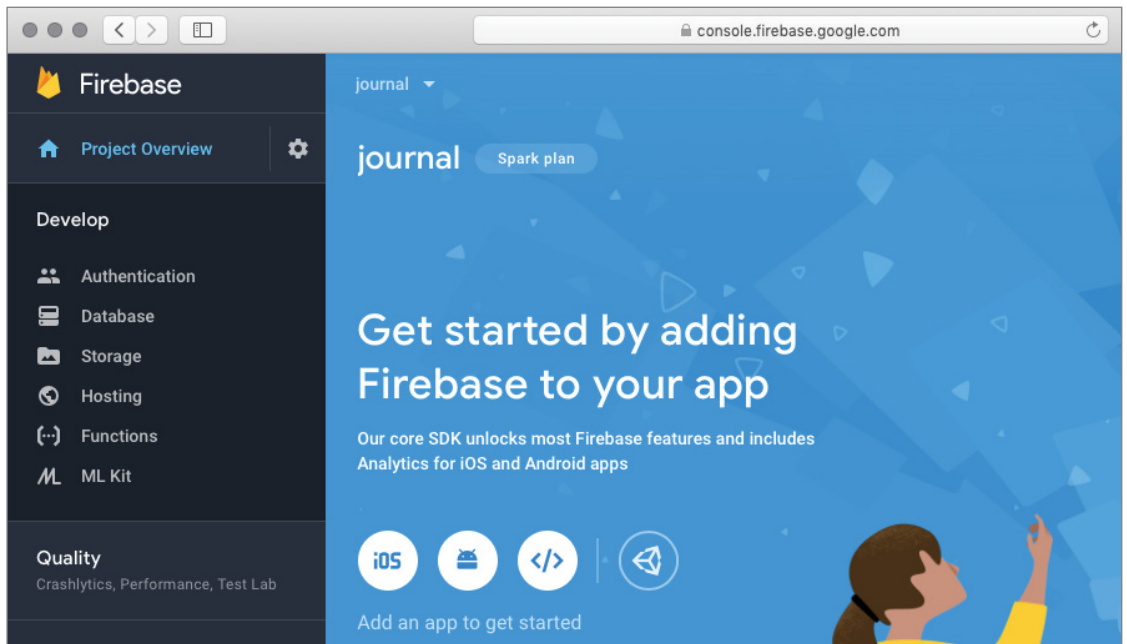 console.firebase.google.com
Firebase
Project Overview
Develop
Authentication
Database
Storage
Hosting
Functions
ML Kit
Quality
Crashlytics, Performance, Test Lab
journal
journal
Spark plan
Get started by adding
Firebase to your app
Our core SDK unlocks most Firebase features and includes
Analytics for iOS and Android apps
iOS
Add an app to get started